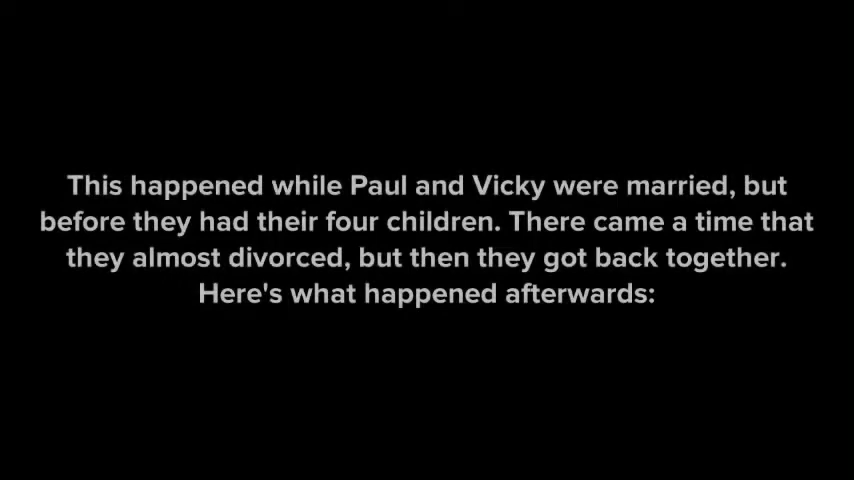 This happened while Paul and Vicky were married, but
before they had their four children. There came a time that
they almost divorced, but then they got back together.
Here's what happened afterwards: